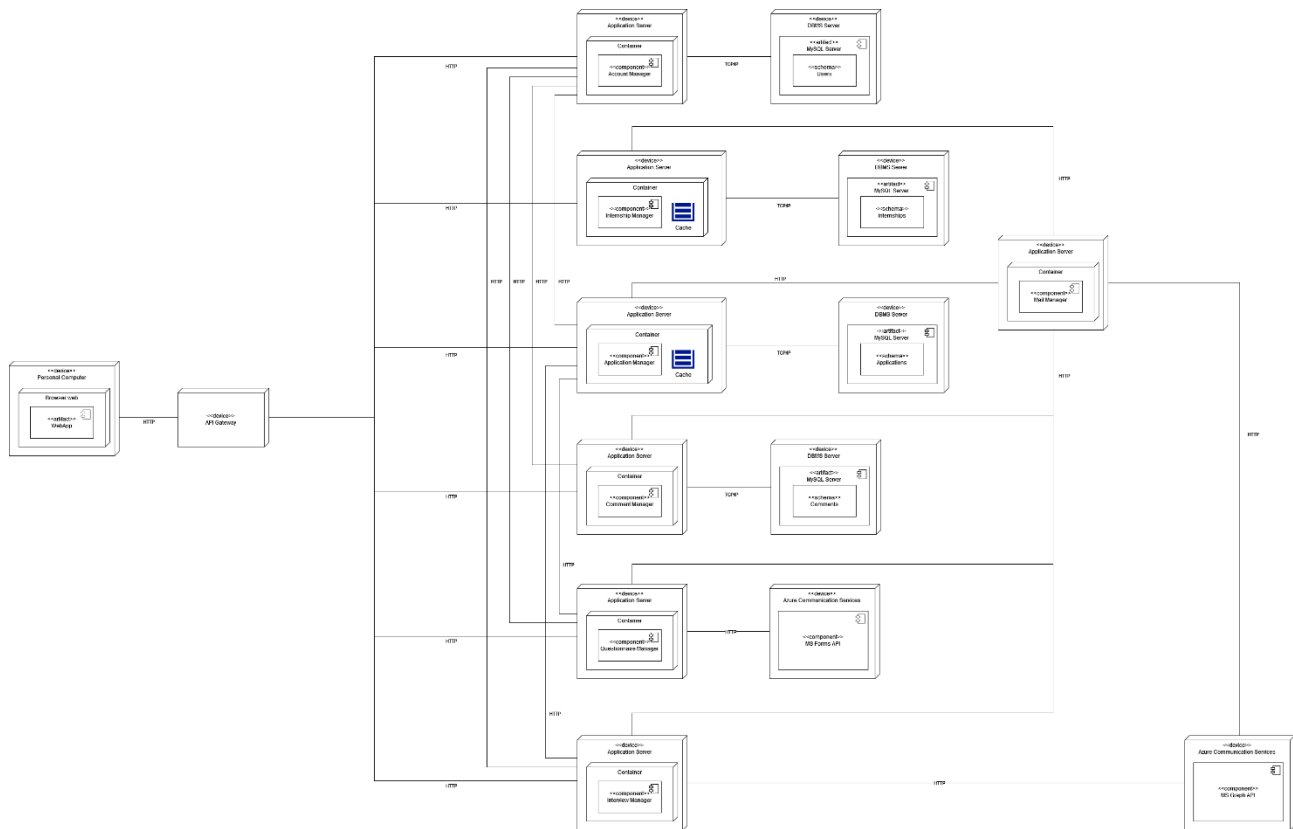 <<device>>
Application Server
Container
<<component>>
Account Manager
<<device>>
DBMS Server
<<artifact>>
MySQL Server
<<schema>>
Users
HTTP
TCP/IP
<<device>>
Application Server
Container
<<component>>
Internship Manager
Cache
<<device>>
DBMS Server
<<artifact>>
MySQL Server
<<schema>>
Internships
HTTP
HTTP
TCP/IP
<<device>>
Application Server
Container
<<component>>
Mail Manager
HTTP
HTTP
HTTP
HTTP
HTTP
<<device>>
Application Server
Container
<<component>>
Application Manager
Cache
<<device>>
DBMS Server
<<artifact>>
MySQL Server
<<schema>>
Applications
HTTP
TCP/IP
HTTP
<<device>>
Personal Computer
Browser web
<<artifact>>
WebApp
HTTP
<<device>>
API Gateway
HTTP
<<device>>
Application Server
Container
<<component>>
Comment Manager
<<device>>
DBMS Server
<<artifact>>
MySQL Server
<<schema>>
Comments
HTTP
TCP/IP
HTTP
<<device>>
Application Server
Container
<<component>>
Questionnaire Manager
<<device>>
Azure Communication Services
<<component>>
MS Forms API
HTTP
HTTP
HTTP
<<device>>
Application Server
Container
<<component>>
Interview Manager
HTTP
HTTP
<<device>>
Azure Communication Services
<<component>>
MS Graph API